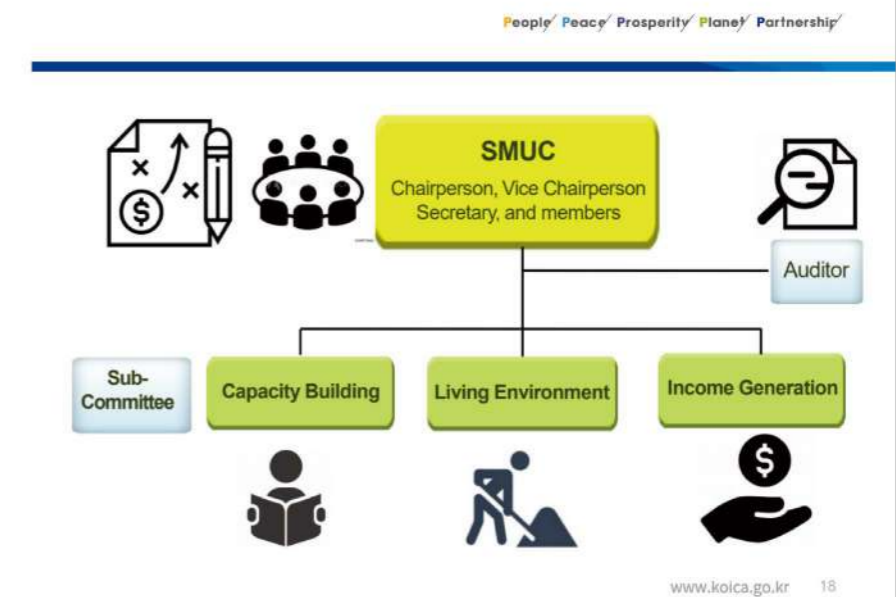 People Peace Prosperity Planet Partnership
SMUC
Chairperson, Vice Chairperson
Secretary, and members
Auditor
Sub-
Committee
Capacity Building
Living Environment
Income Generation
www.koica.go.kr 18